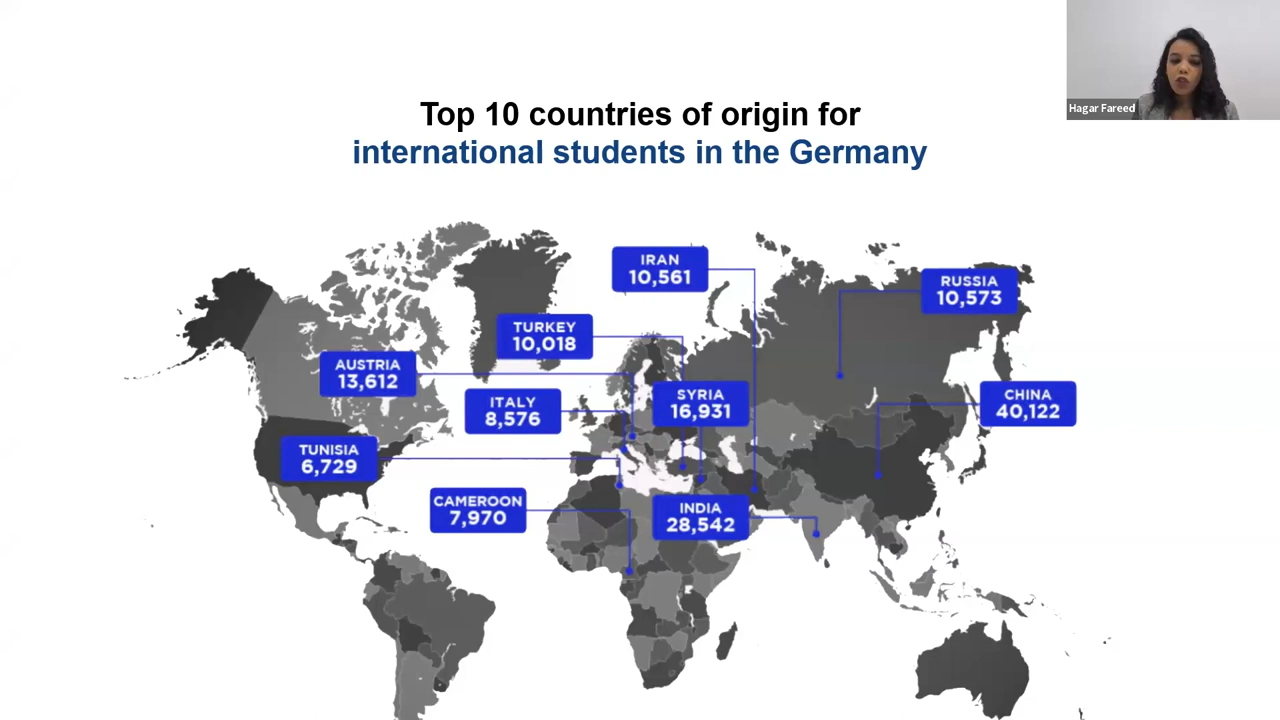 Hagar Fareed
Top 10 countries of origin for
international students in the Germany
IRAN
10,561
RUSSIA
10,573
TURKEY
10,018
AUSTRIA
13,612
ITALY
8,576
SYRIA
16,931
CHINA
40,122
TUNISIA
6,729
CAMEROON
7,970
INDIA
28,542